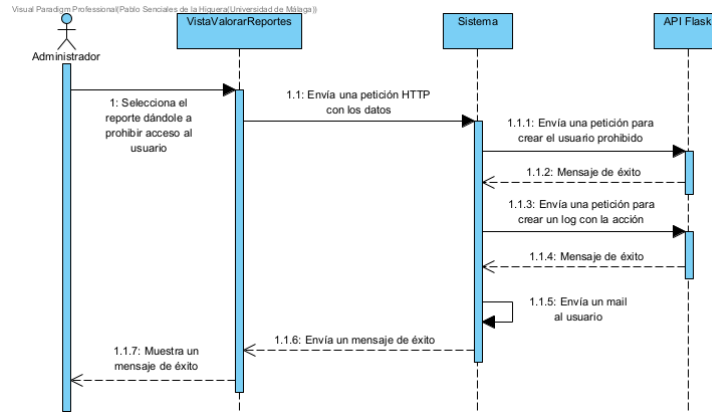 Visual Paradigm Professional(Pablo Senciales de la Higuera(Universidad de Málaga))
Administrador
VistaValorarReportes
Sistema
API Flask
1: Selecciona el
reporte dándole a
prohibir acceso al
usuario
1.1: Envía una petición HTTP
con los datos
1.1.1: Envía una petición para
crear el usuario prohibido
1.1.2: Mensaje de éxito
1.1.3: Envía una petición para
crear un log con la acción
1.1.4: Mensaje de éxito
1.1.5: Envía un mail
al usuario
1.1.6: Envía un mensaje de éxito
1.1.7: Muestra un
mensaje de éxito